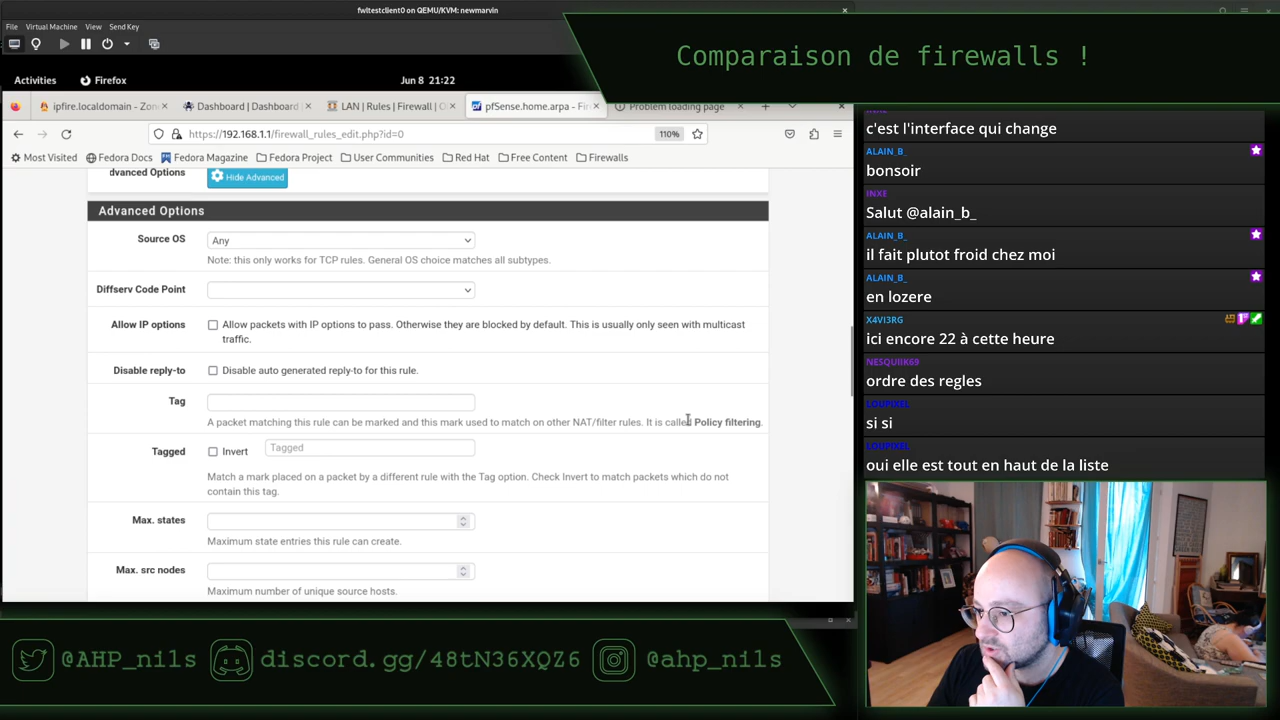 fwltestclient0 on QEMU/KVM: newmarvin
File Virtual Machine View Send Key
Comparaison de firewalls !
Activities Firefox Jun 8 21:22
ipfire.localdomain - Zon
Dashboard | Dashboard
LAN | Rules | Firewall | O
pfSense.home.arpa - Fir
Problem loading page
https://192.168.1.1/firewall_rules_edit.php?id=0 110%
Most Visited Fedora Docs Fedora Magazine Fedora Project User Communities Red Hat Free Content Firewalls
dvanced Options Hide Advanced
Advanced Options
Source OS Any
Note: this only works for TCP rules. General OS choice matches all subtypes.
Diffserv Code Point
Allow IP options Allow packets with IP options to pass. Otherwise they are blocked by default. This is usually only seen with multicast
traffic.
Disable reply-to Disable auto generated reply-to for this rule.
Tag
A packet matching this rule can be marked and this mark used to match on other NAT/filter rules. It is called Policy filtering.
Tagged Invert Tagged
Match a mark placed on a packet by a different rule with the Tag option. Check Invert to match packets which do not
contain this tag.
Max. states
Maximum state entries this rule can create.
Max. src nodes
Maximum number of unique source hosts.
c'est l'interface qui change
ALAIN_B_
bonsoir
INXE
Salut @alain_b_
ALAIN_B_
il fait plutot froid chez moi
ALAIN_B_
en lozere
X4VI3RG
ici encore 22 à cette heure
NESQUIIK69
ordre des regles
LOUPIXEL
si si
LOUPIXEL
oui elle est tout en haut de la liste
@AHP_nils
discord.gg/48tN36XQZ6
@ahp_nils